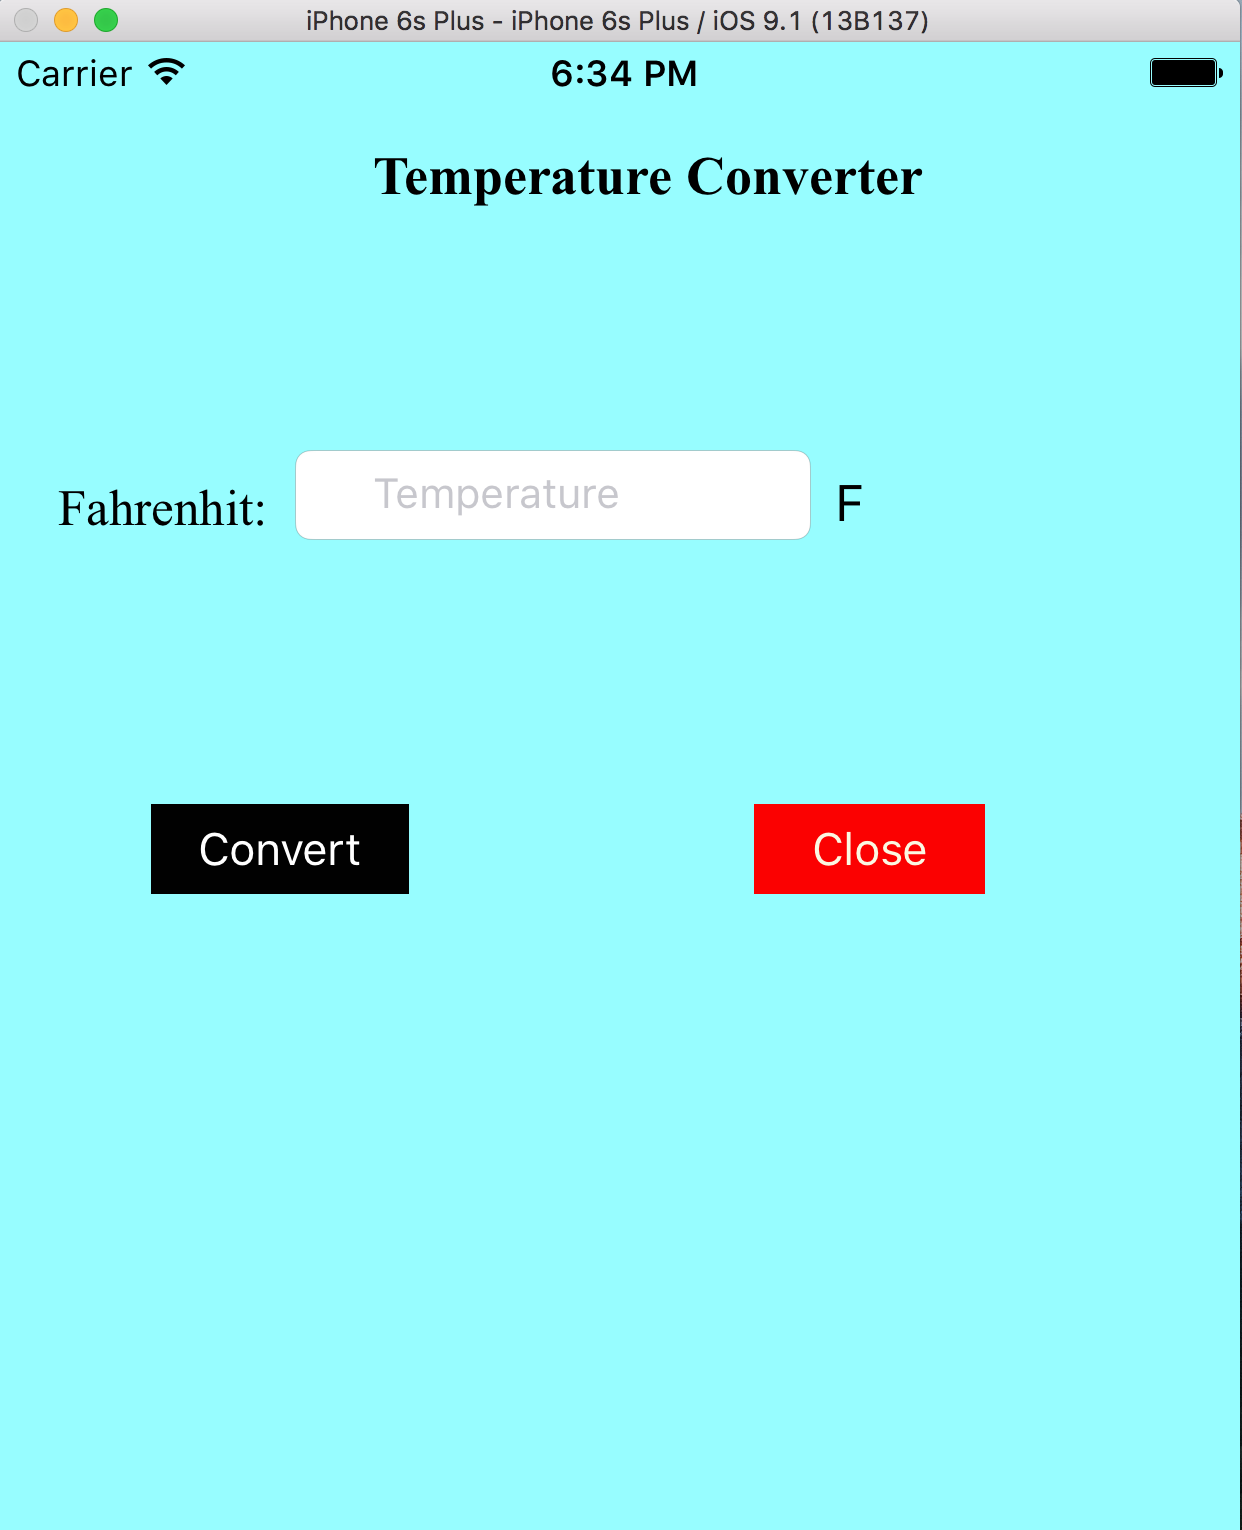 iPhone 6s Plus - iPhone 6s Plus / iOS 9.1 (13B137)
Carrier 6:34 PM
Temperature Converter
Fahrenhit: Temperature F
Convert Close